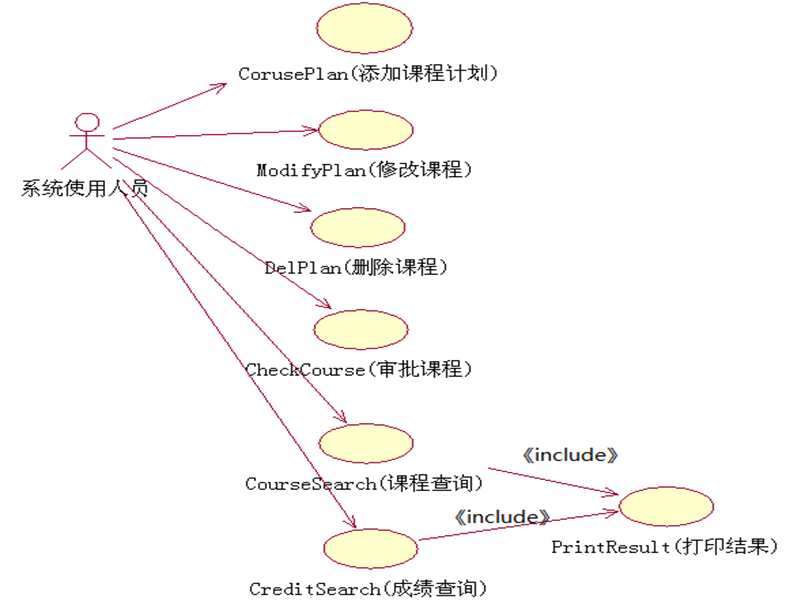 CorusePlan(添加课程计划)
ModifyPlan(修改课程)
系统使用人员
DelPlan(删除课程)
CheckCourse(审批课程)
《include》
CourseSearch(课程查询)
《include》
PrintResult(打印结果)
CreditSearch(成绩查询)